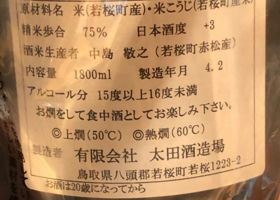 原材料名 米(若桜町産)・米こうじ(若桜町産米)
精米歩合 75% 日本酒度 +3
酒米生産者 中島 敬之(若桜町赤松産)
内容量 1800ml 製造年月 4.2
アルコール分 15度以上16度未満
お燗をして食中酒としてお楽しみ下さい。
◎上燗(50℃) ◎熱燗(60℃)
製造者 有限会社 太田酒造場
鳥取県八頭郡若桜町若桜1223-2
お酒は20歳になってから